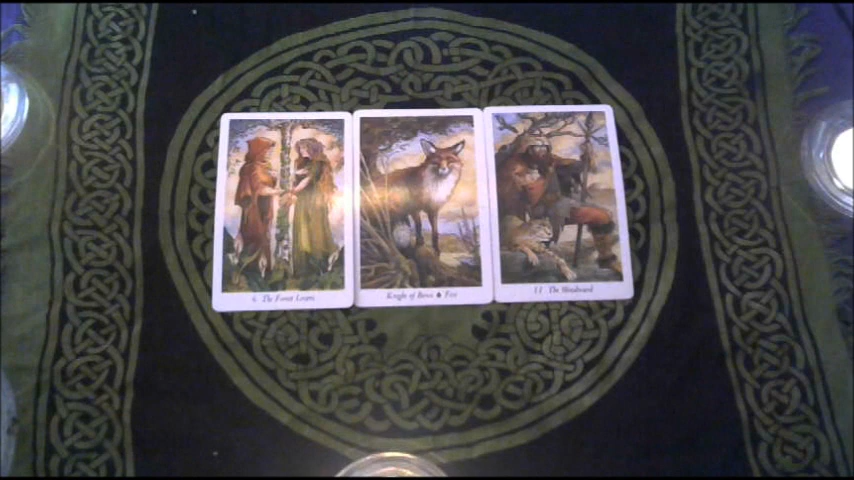 6 The Forest Lovers
Knight of Bows ♠ Fox
11 The Woodward